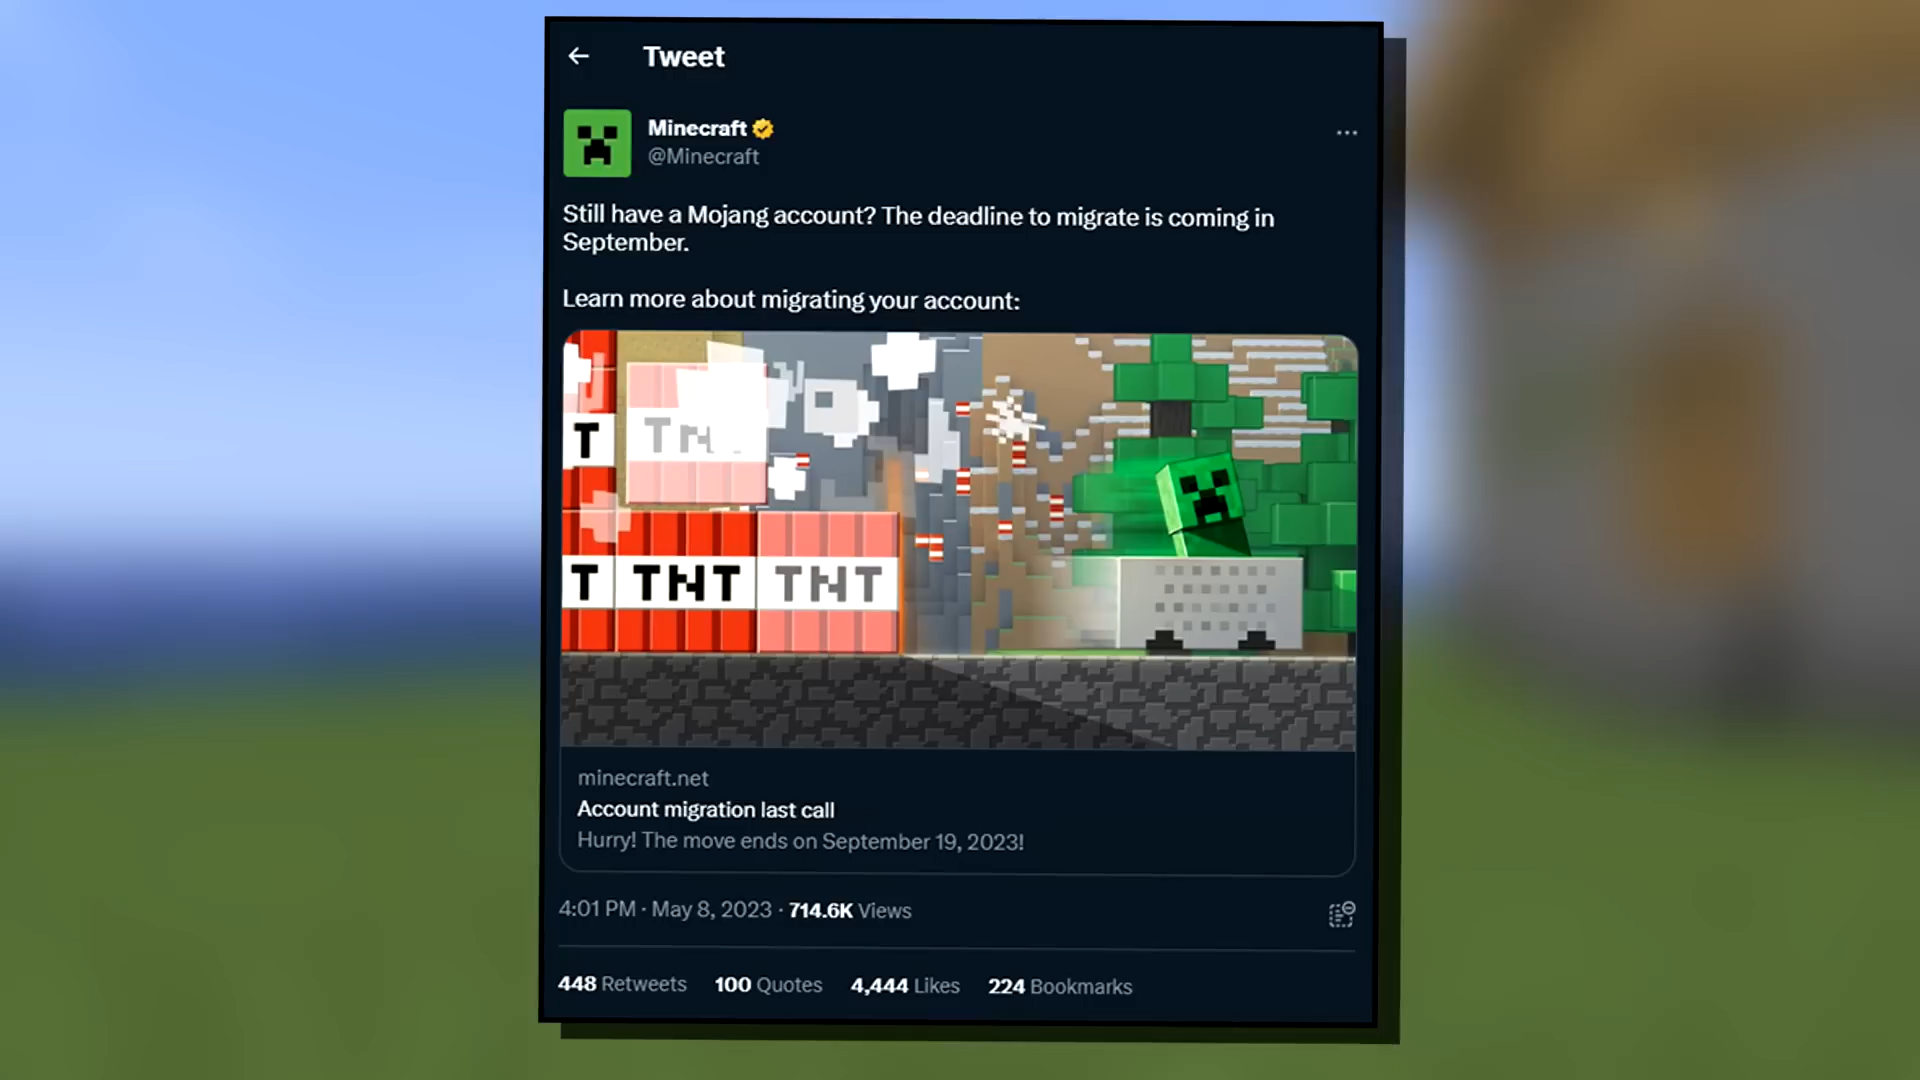 Tweet
Minecraft
@Minecraft
Still have a Mojang account? The deadline to migrate is coming in
September.
Learn more about migrating your account:
T TN
T TNT TNT
minecraft.net
Account migration last call
Hurry! The move ends on September 19, 2023!
4:01 PM · May 8, 2023 · 714.6K Views
448 Retweets 100 Quotes 4,444 Likes 224 Bookmarks